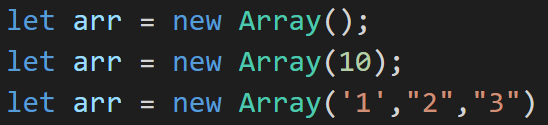 let arr = new Array();
let arr = new Array(10);
let arr = new Array('1',"2","3")